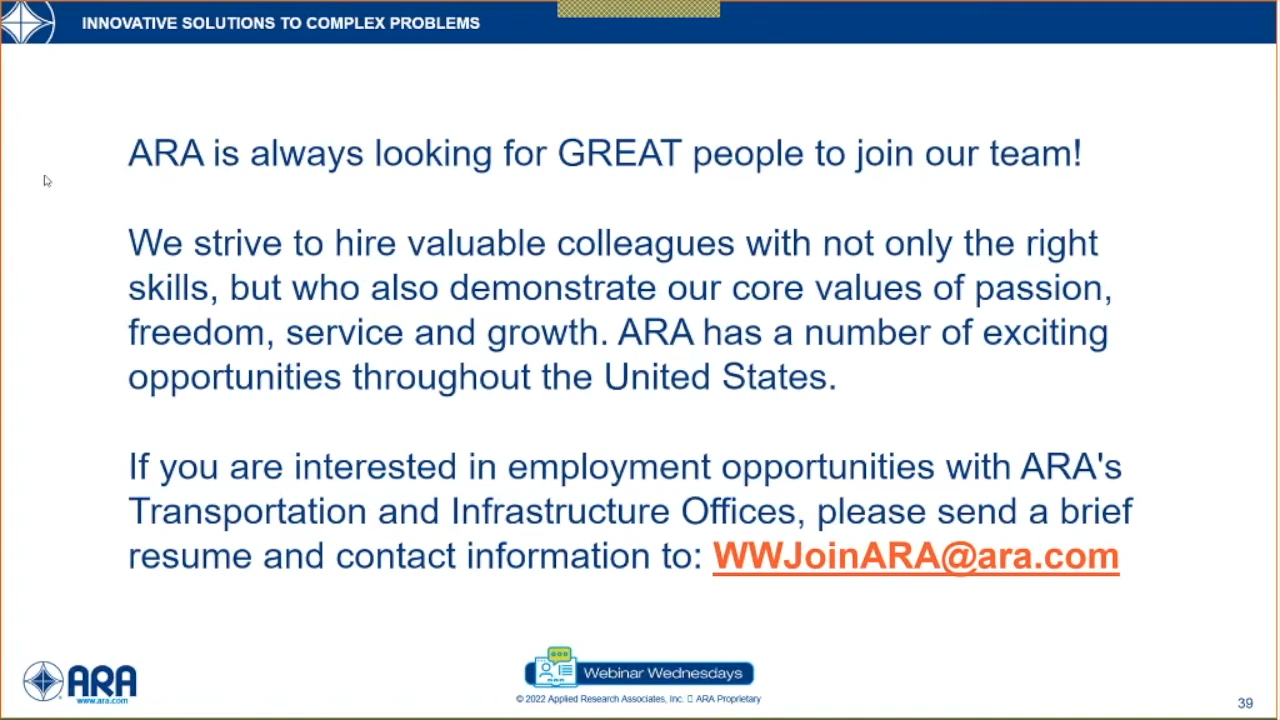 INNOVATIVE SOLUTIONS TO COMPLEX PROBLEMS
ARA is always looking for GREAT people to join our team!
We strive to hire valuable colleagues with not only the right
skills, but who also demonstrate our core values of passion,
freedom, service and growth. ARA has a number of exciting
opportunities throughout the United States.
If you are interested in employment opportunities with ARA's
Transportation and Infrastructure Offices, please send a brief
resume and contact information to: WWJoinARA@ara.com
ARA
www.ara.com
Webinar Wednesdays
© 2022 Applied Research Associates, Inc. ▯ ARA Proprietary
39